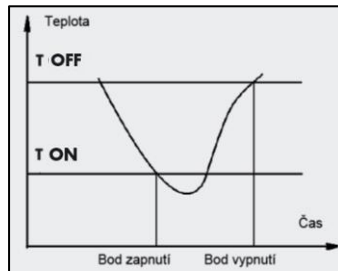 Teplota
T OFF
T ON
Čas
Bod zapnutí
Bod vypnutí